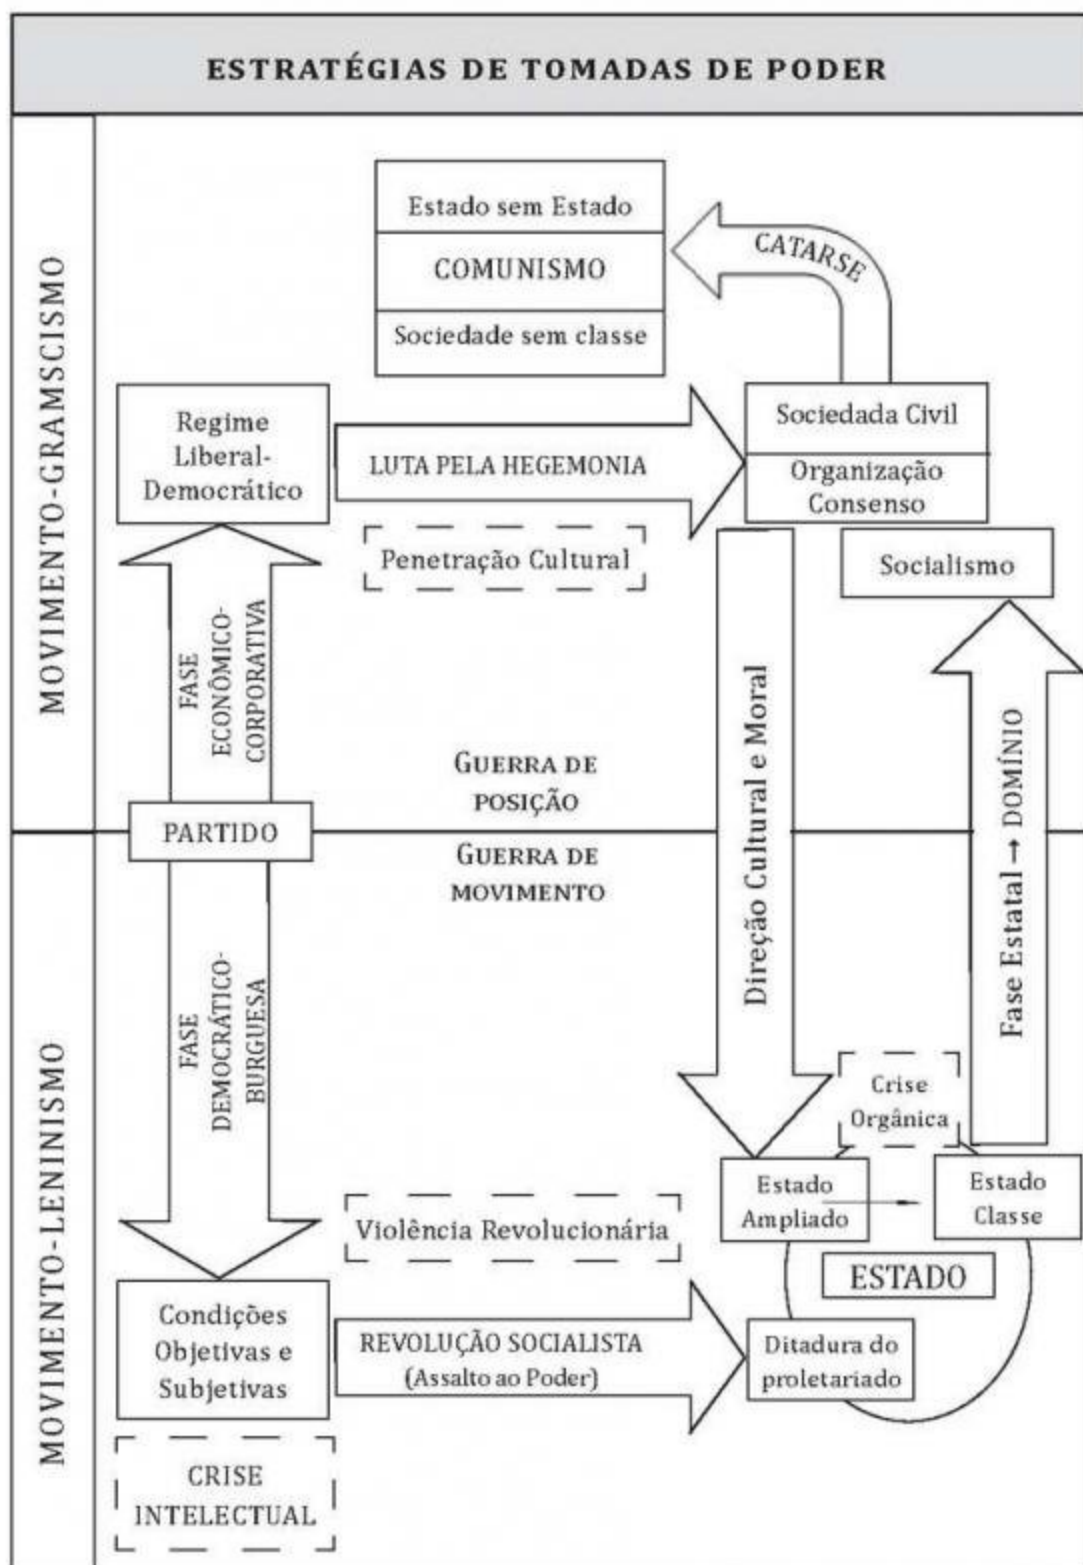 ESTRATÉGIAS DE TOMADAS DE PODER
MOVIMENTO-GRAMSCISMO
Estado sem Estado
COMUNISMO
Sociedade sem classe
CATARSE
Regime
Liberal-
Democrático
LUTA PELA HEGEMONIA
Sociedada Civil
Organização
Consenso
Penetração Cultural
Socialismo
FASE
ECONÔMICO-
CORPORATIVA
Direção Cultural e Moral
Fase Estatal → DOMÍNIO
GUERRA DE
POSIÇÃO
PARTIDO
GUERRA DE
MOVIMENTO
MOVIMENTO-LENINISMO
FASE
DEMOCRÁTICO-
BURGUESA
Crise
Orgânica
Estado
Ampliado
Estado
Classe
Violência Revolucionária
ESTADO
Condições
Objetivas e
Subjetivas
REVOLUÇÃO SOCIALISTA
(Assalto ao Poder)
Ditadura do
proletariado
CRISE
INTELECTUAL